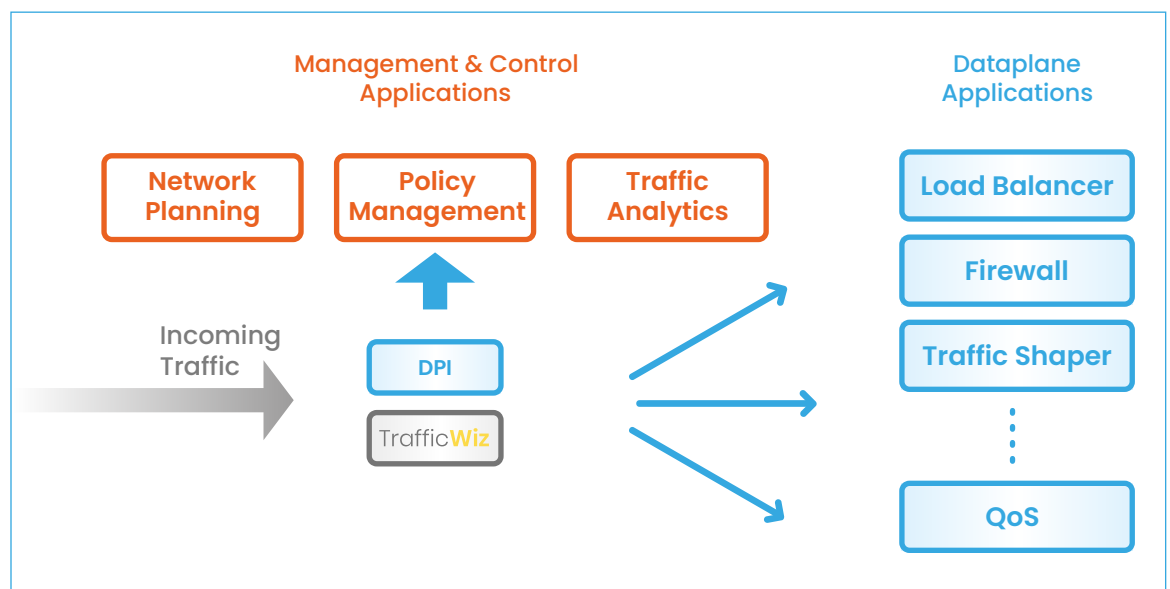 Management & Control
Applications
Dataplane
Applications
Network
Planning
Policy
Management
Traffic
Analytics
Load Balancer
Firewall
Traffic Shaper
QoS
Incoming
Traffic
DPI
TrafficWiz